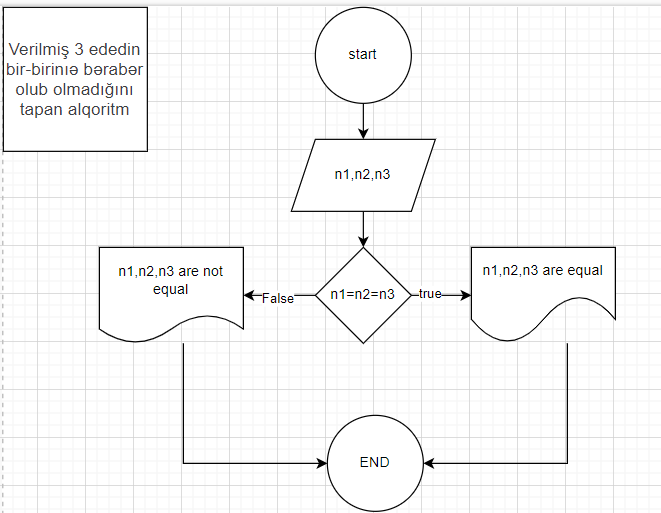 Verilmiş 3 ededin
bir-biriniə bərabər
olub olmadığını
tapan alqoritm
start
n1,n2,n3
n1,n2,n3 are not
equal
False
n1=n2=n3
true
n1,n2,n3 are equal
END